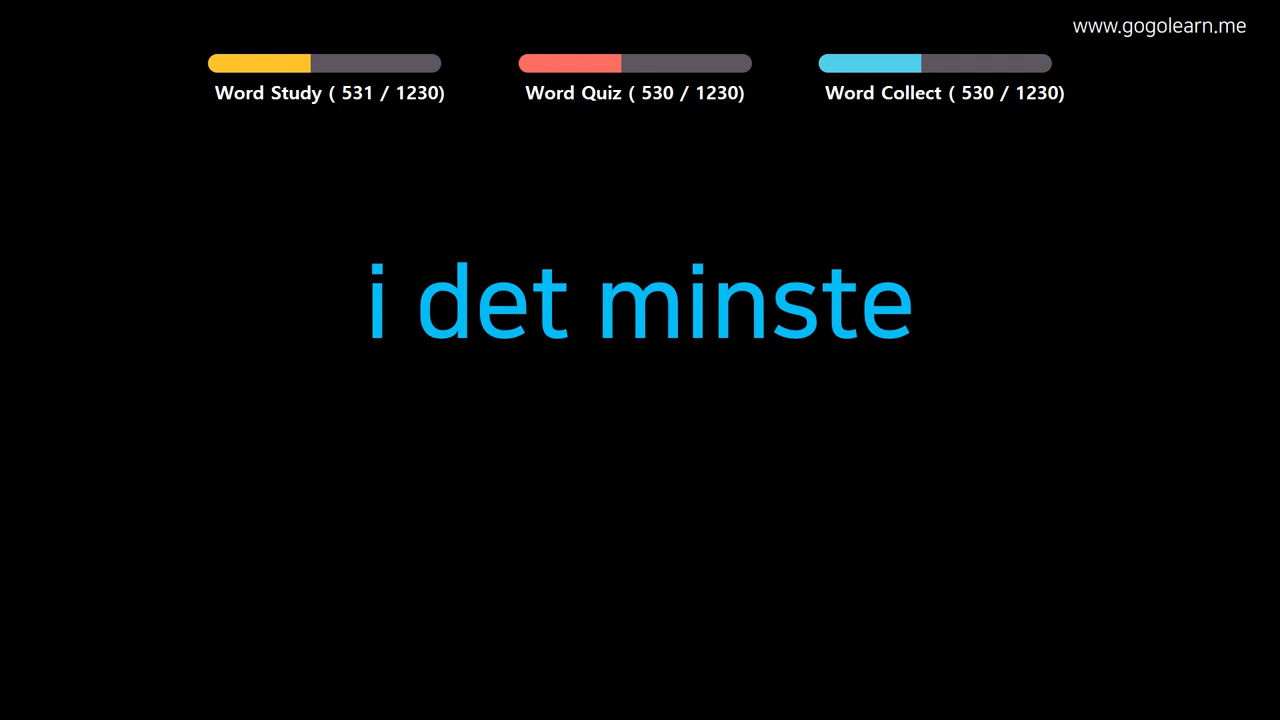 www.gogolearn.me
Word Study ( 531 / 1230)
Word Quiz ( 530 / 1230)
Word Collect ( 530 / 1230)
i det minste